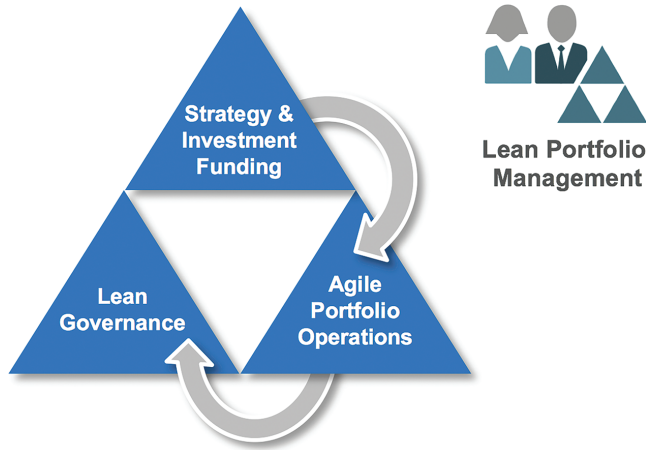 Strategy &
Investment
Funding
Lean Portfolio
Management
Lean
Governance
Agile
Portfolio
Operations